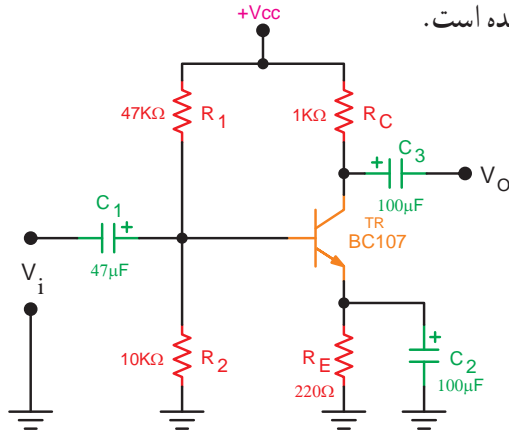 ده است.
+Vcc
47KΩ R1
1KΩ RC
C3
100µF
VO
TR
BC107
C1
47µF
Vi
10KΩ R2
RE
220Ω
C2
100µF